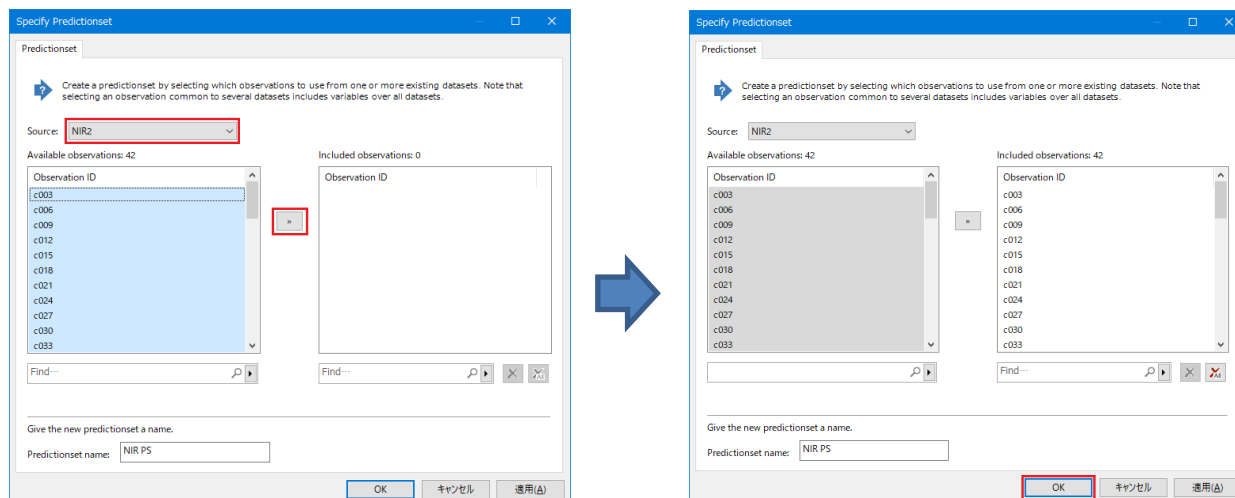 Specify Predictionset
Predictionset
Create a predictionset by selecting which observations to use from one or more existing datasets. Note that
selecting an observation common to several datasets includes variables over all datasets.
Source: NIR2
Available observations: 42
Observation ID
c003
c006
c009
c012
c015
c018
c021
c024
c027
c030
c033
Find...
»
Included observations: 0
Observation ID
Find...
All
Give the new predictionset a name.
Predictionset name: NIR PS
OK キャンセル 適用(A)
Specify Predictionset
Predictionset
Create a predictionset by selecting which observations to use from one or more existing datasets. Note that
selecting an observation common to several datasets includes variables over all datasets.
Source: NIR2
Available observations: 42
Observation ID
c003
c006
c009
c012
c015
c018
c021
c024
c027
c030
c033
»
Included observations: 42
Observation ID
c003
c006
c009
c012
c015
c018
c021
c024
c027
c030
c033
Find...
All
Give the new predictionset a name.
Predictionset name: NIR PS
OK キャンセル 適用(A)